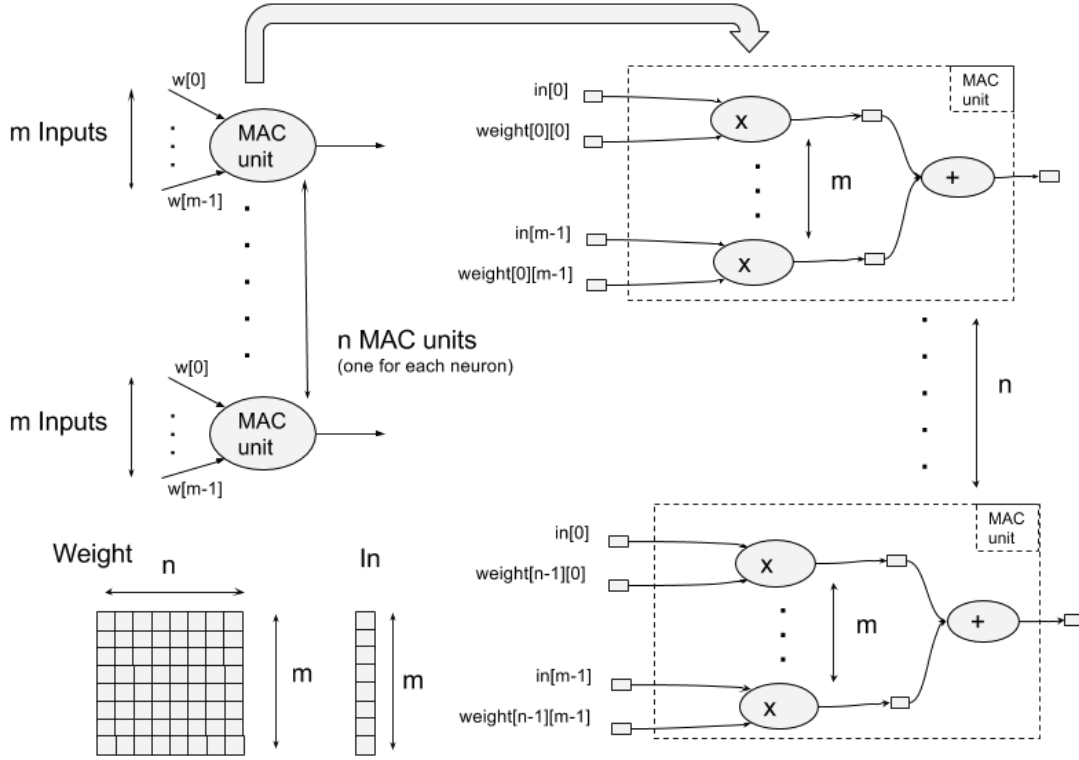 w[0]
m Inputs
MAC
unit
w[m-1]
n MAC units
(one for each neuron)
w[0]
m Inputs
MAC
unit
w[m-1]
Weight
n
m
In
m
MAC
unit
in[0]
weight[0][0]
x
m
+
in[m-1]
weight[0][m-1]
x
n
MAC
unit
in[0]
weight[n-1][0]
x
m
+
in[m-1]
weight[n-1][m-1]
x